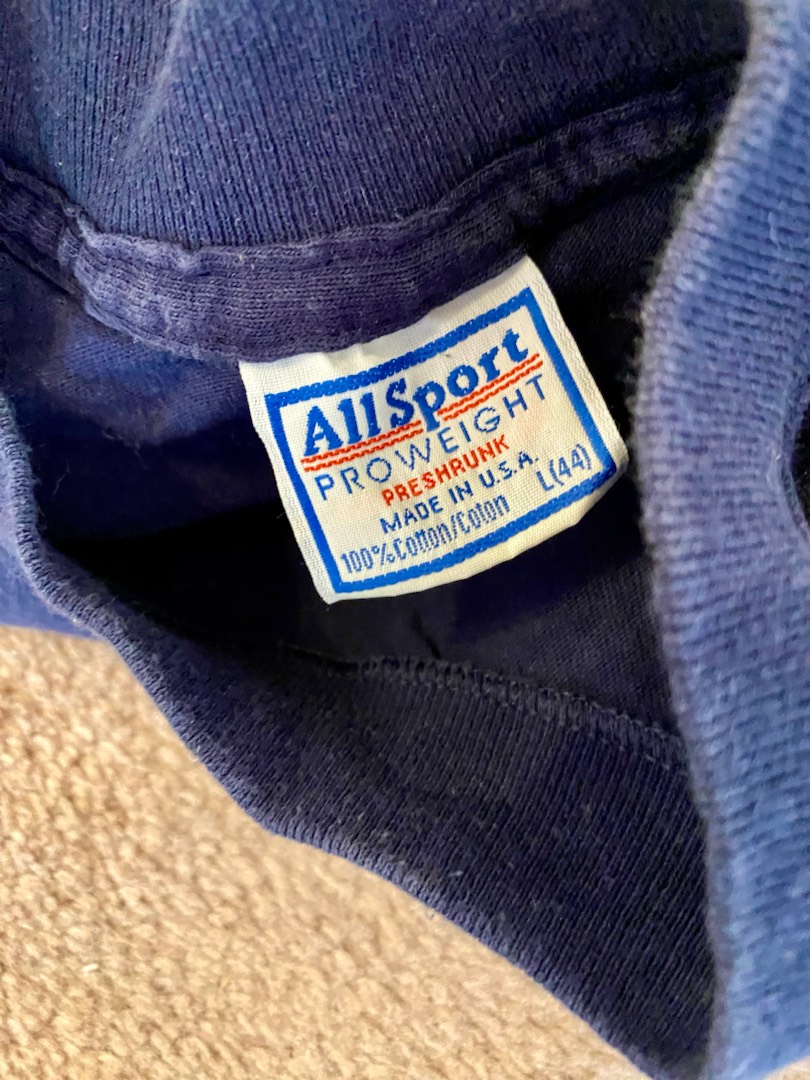 AllSport
PROWEIGHT
PRESHRUNK
MADE IN U.S.A.
100% Cotton/Coton L(44)